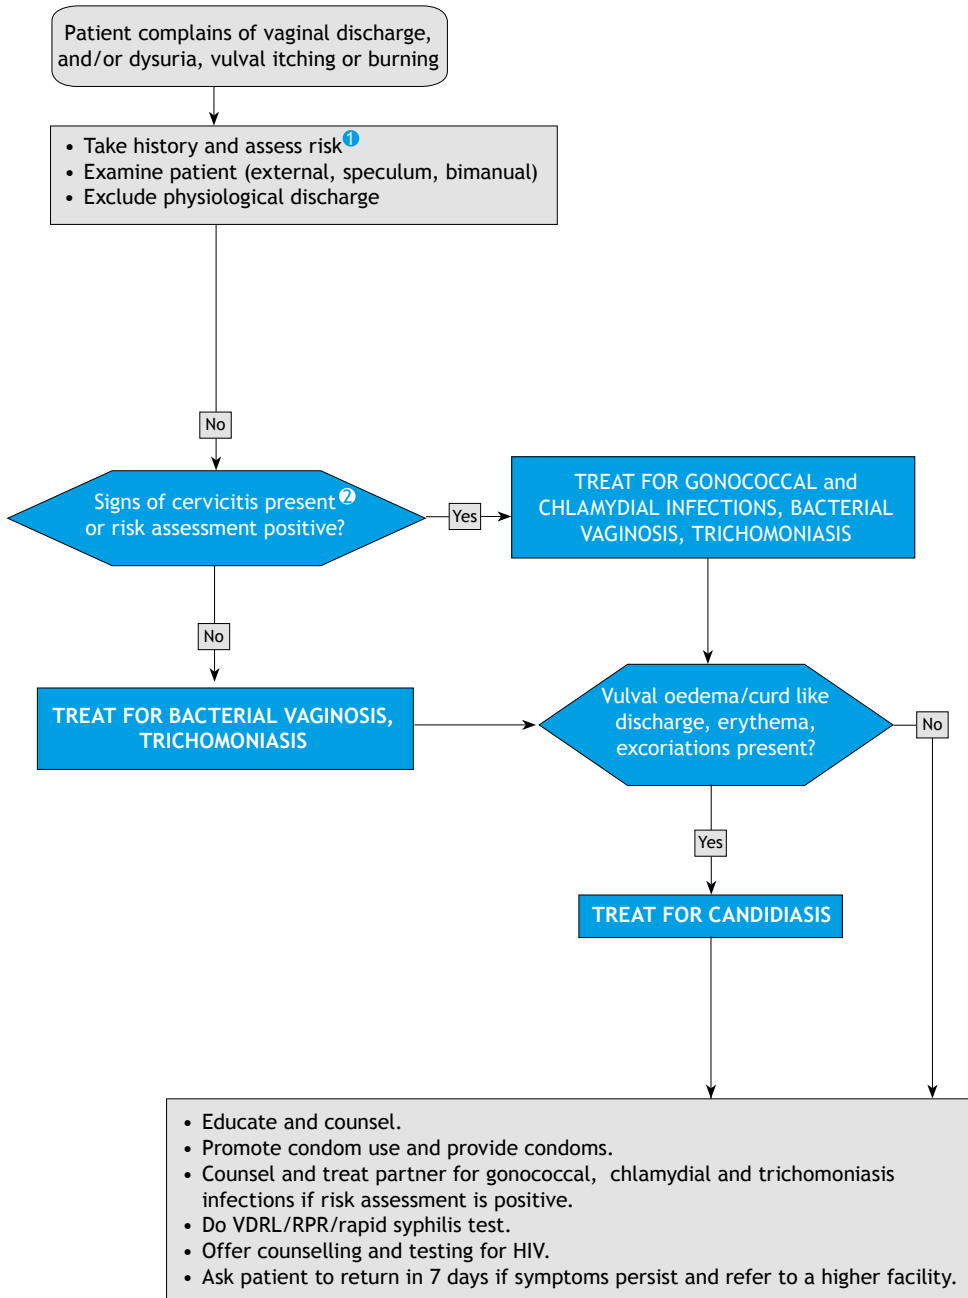 Patient complains of vaginal discharge,
and/or dysuria, vulval itching or burning
• Take history and assess risk❶
• Examine patient (external, speculum, bimanual)
• Exclude physiological discharge
No
Signs of cervicitis present❷
or risk assessment positive?
Yes
TREAT FOR GONOCOCCAL and
CHLAMYDIAL INFECTIONS, BACTERIAL
VAGINOSIS, TRICHOMONIASIS
No
TREAT FOR BACTERIAL VAGINOSIS,
TRICHOMONIASIS
Vulval oedema/curd like
discharge, erythema,
excoriations present?
No
Yes
TREAT FOR CANDIDIASIS
• Educate and counsel.
• Promote condom use and provide condoms.
• Counsel and treat partner for gonococcal, chlamydial and trichomoniasis
infections if risk assessment is positive.
• Do VDRL/RPR/rapid syphilis test.
• Offer counselling and testing for HIV.
• Ask patient to return in 7 days if symptoms persist and refer to a higher facility.